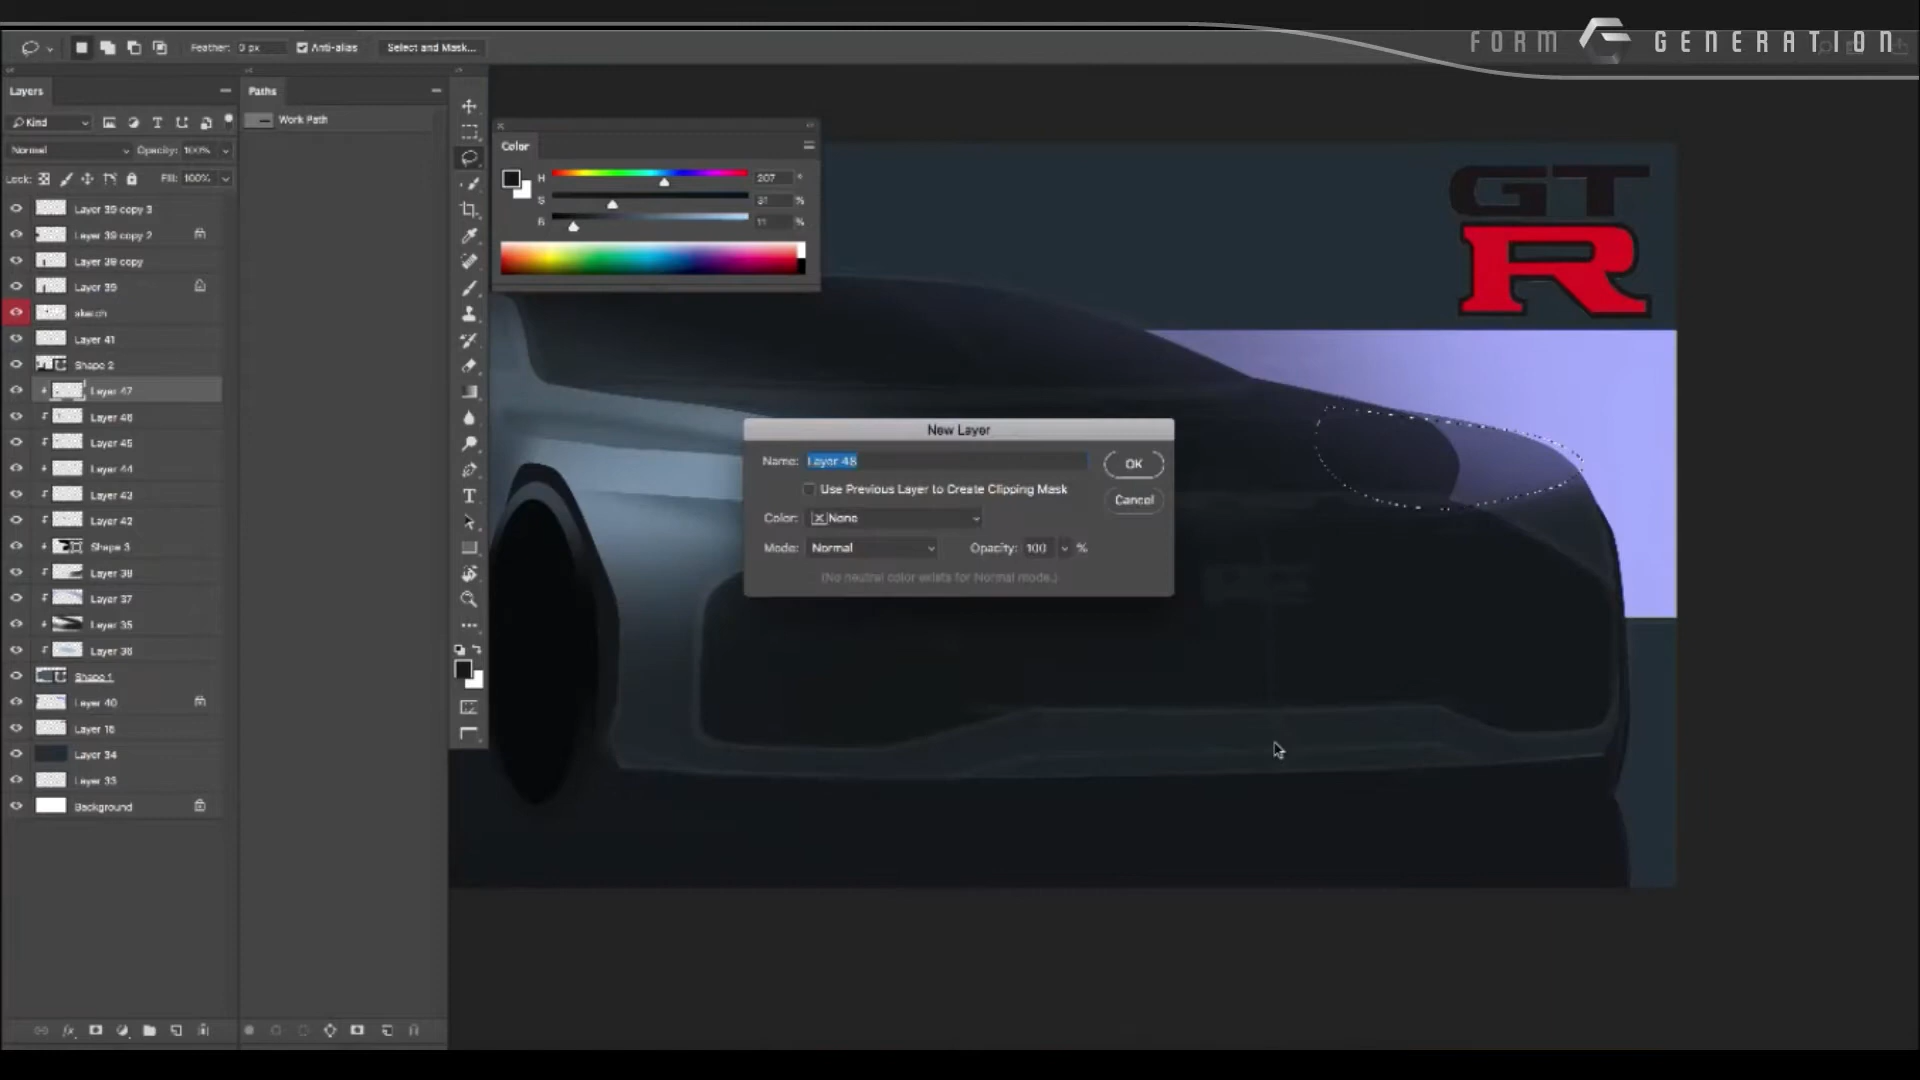 FORM GENERATION
Feather: 0 px Anti-alias Select and Mask...
Layers
Paths
Kind
Work Path
Normal Opacity: 100%
Lock: Fill: 100%
Layer 39 copy 3
Layer 39 copy 2
Layer 39 copy
Layer 39
sketch
Layer 41
Shape 2
Layer 47
Layer 46
Layer 45
Layer 44
Layer 43
Layer 42
Shape 3
Layer 38
Layer 37
Layer 35
Layer 36
Shape 1
Layer 40
Layer 15
Layer 34
Layer 33
Background
Color
H 207 °
S 31 %
B 11 %
GT
R
New Layer
Name: Layer 48
OK
Use Previous Layer to Create Clipping Mask
Cancel
Color: None
Mode: Normal Opacity: 100 %
(No neutral color exists for Normal mode.)